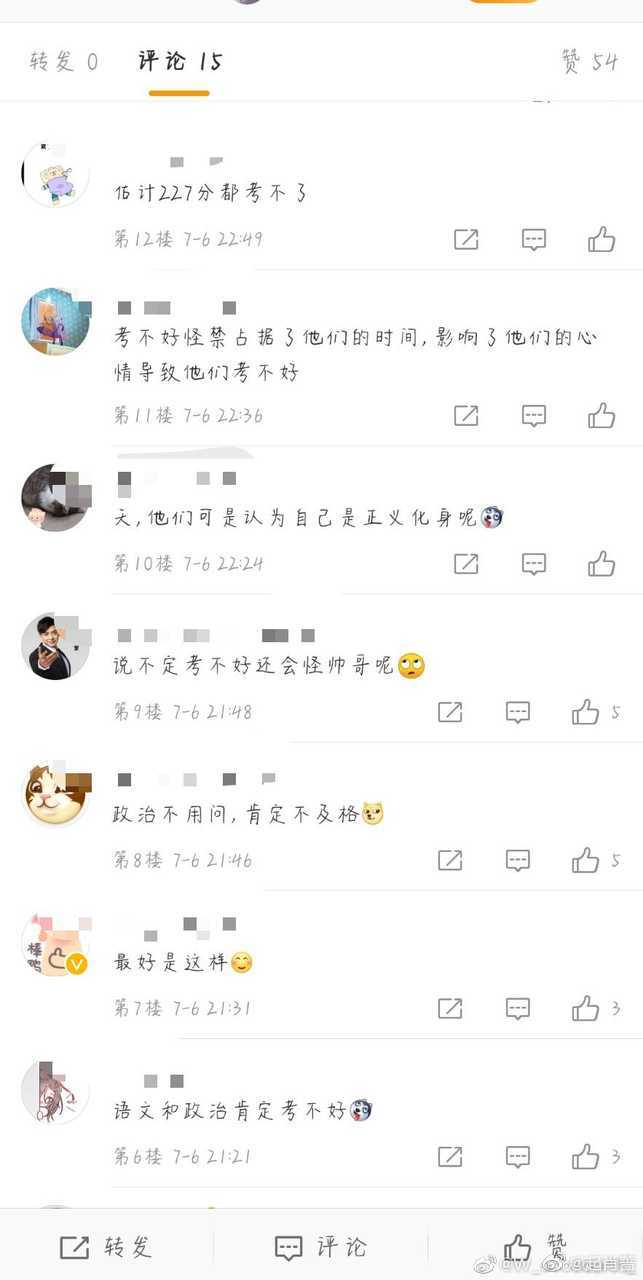 转发 0 评论 15 赞 54
估计227分都考不了
第12楼 7-6 22:49
考不好怪禁占据了他们的时间,影响了他们的心
情导致他们考不好
第11楼 7-6 22:36
天,他们可是认为自己是正义化身呢
第10楼 7-6 22:24
说不定考不好还会怪帅哥呢
第9楼 7-6 21:48
5
政治不用问,肯定不及格
第8楼 7-6 21:46
5
最好是这样
第7楼 7-6 21:31
3
语文和政治肯定考不好
第6楼 7-6 21:21
3
转发 评论 赞